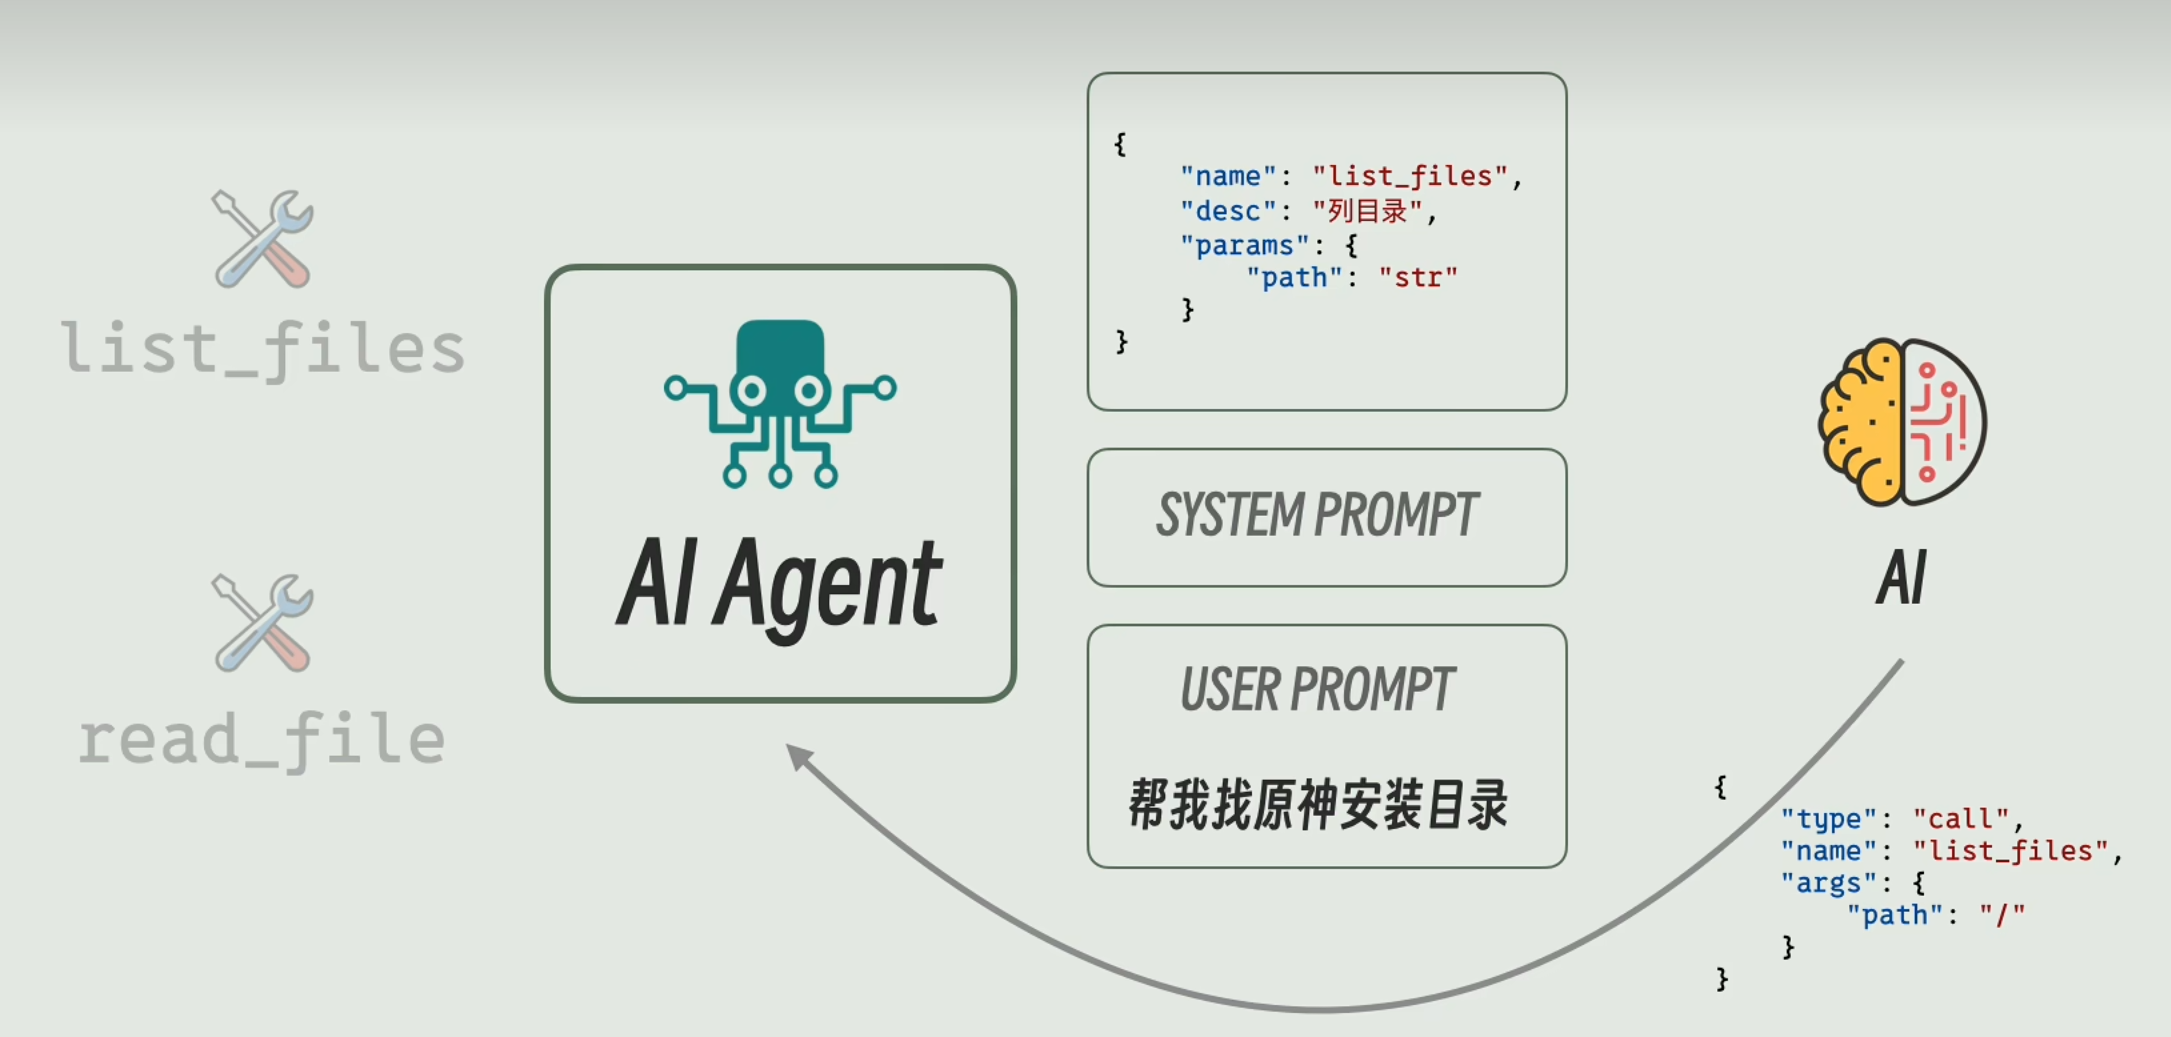 list_files
read_file
AI Agent
{
"name": "list_files",
"desc": "列目录",
"params": {
"path": "str"
}
}
SYSTEM PROMPT
USER PROMPT
帮我找原神安装目录
AI
{
"type": "call",
"name": "list_files",
"args": {
"path": "/"
}
}